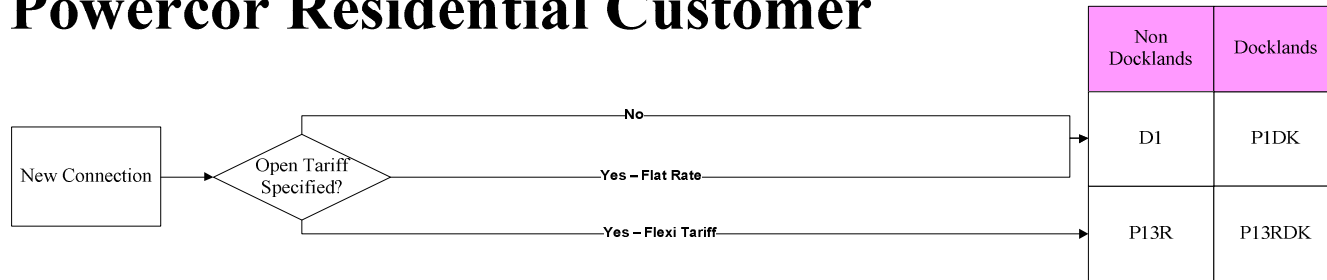 Powercor Residential Customer
Non
Docklands
Docklands
No
D1
P1DK
New Connection
Open Tariff
Specified?
Yes – Flat Rate
Yes – Flexi Tariff
P13R
P13RDK